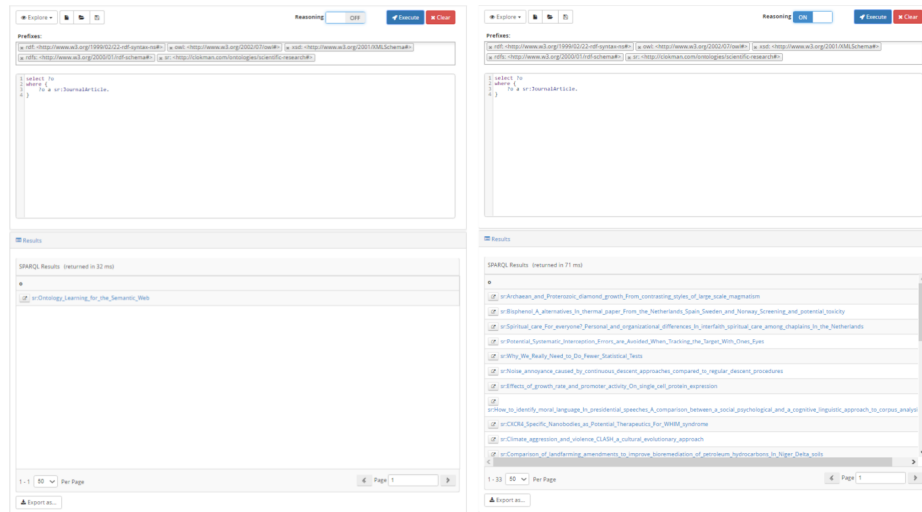 Explore
Reasoning OFF
Execute
Clear
Prefixes:
rdf: <http://www.w3.org/1999/02/22-rdf-syntax-ns#> owl: <http://www.w3.org/2002/07/owl#> xsd: <http://www.w3.org/2001/XMLSchema#>
rdfs: <http://www.w3.org/2000/01/rdf-schema#> sr: <http://ciokman.com/ontologies/scientific-research#>
1 select ?o
2 where {
3 ?o a sr:JournalArticle.
4 }
Results
SPARQL Results (returned in 32 ms)
o
sr:Ontology_Learning_for_the_Semantic_Web
1 - 1 50 Per Page
Page 1
Export as...
Explore
Reasoning ON
Execute
Clear
Prefixes:
rdf: <http://www.w3.org/1999/02/22-rdf-syntax-ns#> owl: <http://www.w3.org/2002/07/owl#> xsd: <http://www.w3.org/2001/XMLSchema#>
rdfs: <http://www.w3.org/2000/01/rdf-schema#> sr: <http://ciokman.com/ontologies/scientific-research#>
1 select ?o
2 where {
3 ?o a sr:JournalArticle.
4 }
Results
SPARQL Results (returned in 71 ms)
o
sr:Archaean_and_Proterozoic_diamond_growth_From_contrasting_styles_of_large_scale_magmatism
sr:Bisphenol_A_alternatives_In_thermal_paper_From_the_Netherlands_Spain_Sweden_and_Norway_Screening_and_potential_toxicity
sr:Spiritual_care_For_everyone?_Personal_and_organizational_differences_In_interfaith_spiritual_care_among_chaplains_In_the_Netherlands
sr:Potential_Systematic_Interception_Errors_are_Avoided_When_Tracking_the_Target_With_Ones_Eyes
sr:Why_We_Really_Need_to_Do_Fewer_Statistical_Tests
sr:Noise_annoyance_caused_by_continuous_descent_approaches_compared_to_regular_descent_procedures
sr:Effects_of_growth_rate_and_promoter_activity_On_single_cell_protein_expression
sr:How_to_identify_moral_language_In_presidential_speeches_A_comparison_between_a_social_psychological_and_a_cognitive_linguistic_approach_to_corpus_analysi
sr:CXCR4_Specific_Nanobodies_as_Potential_Therapeutics_For_WHIM_syndrome
sr:Climate_aggression_and_violence_CLASH_a_cultural_evolutionary_approach
sr:Comparison_of_landfarming_amendments_to_improve_bioremediation_of_petroleum_hydrocarbons_In_Niger_Delta_soils
1 - 33 50 Per Page
Page 1
Export as...